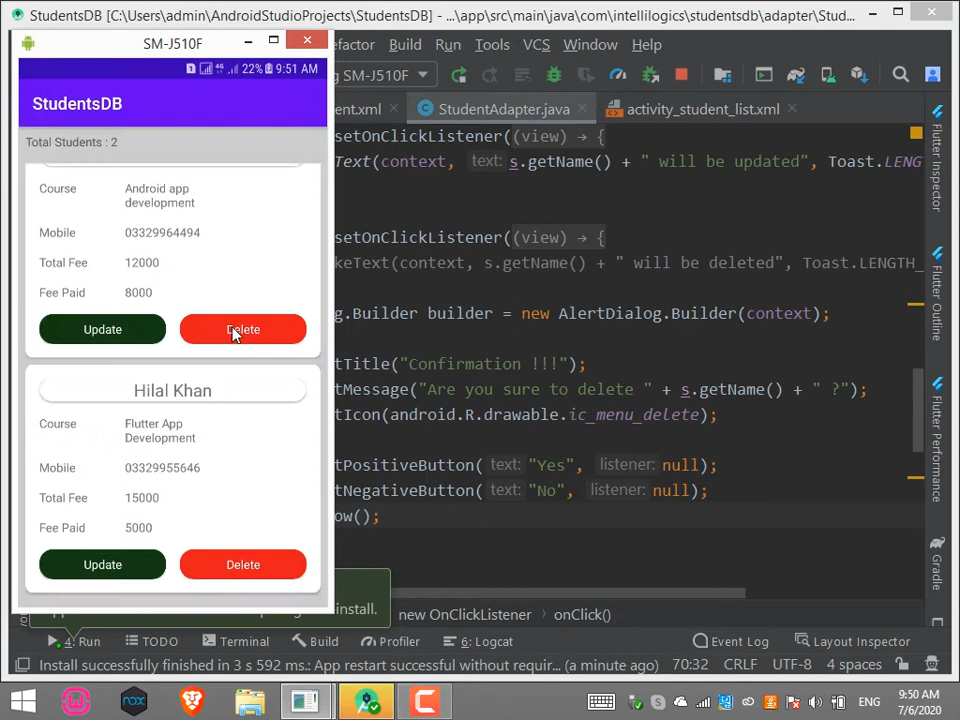 StudentsDB [C:\Users\admin\AndroidStudioProjects\StudentsDB] - ...\app\src\main\java\com\intellilogics\studentsdb\adapter\Stud...
SM-J510F
efactor Build Run Tools VCS Window Help
22% 9:51 AM
SM-J510F
StudentsDB
ent.xml StudentAdapter.java activity_student_list.xml
Total Students : 2
setOnClickListener((view) → {
Text(context, text: s.getName() + " will be updated", Toast.LENG
Course Android app
development
Mobile 03329964494
setOnClickListener((view) → {
Total Fee 12000
keText(context, s.getName() + " will be deleted", Toast.LENGTH_
Fee Paid 8000
g.Builder builder = new AlertDialog.Builder(context);
Update Delete
tTitle("Confirmation !!!");
Hilal Khan
tMessage("Are you sure to delete " + s.getName() + " ?");
tIcon(android.R.drawable.ic_menu_delete);
Course Flutter App
Development
Mobile 03329955646
tPositiveButton( text: "Yes", listener: null);
Total Fee 15000
tNegativeButton( text: "No", listener: null);
ow();
Fee Paid 5000
Update Delete
install.
new OnClickListener onClick()
Flutter Inspector
Flutter Outline
Flutter Performance
Gradle
4: Run TODO Terminal Build Profiler 6: Logcat Event Log Layout Inspector
Install successfully finished in 3 s 592 ms.: App restart successful without requir... (a minute ago) 70:32 CRLF UTF-8 4 spaces
nox
ENG
9:50 AM
7/6/2020